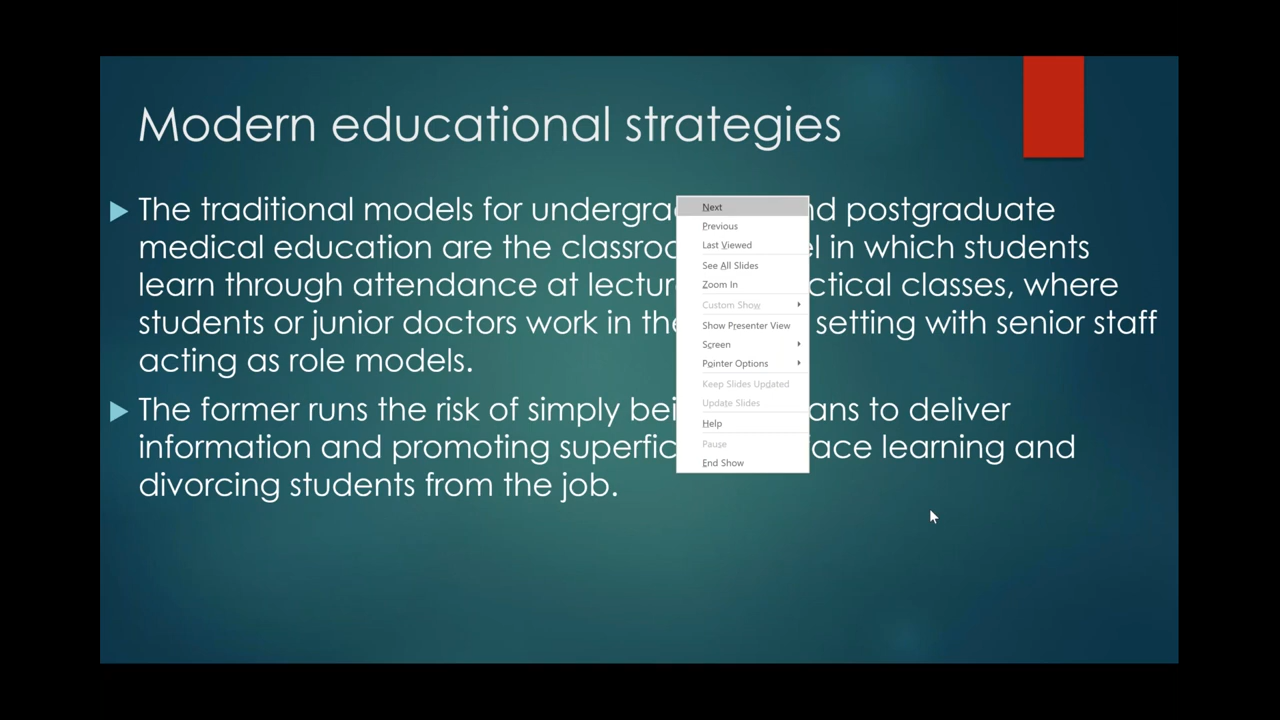 Modern educational strategies
The traditional models for undergra nd postgraduate
medical education are the classroo l in which students
learn through attendance at lectur ctical classes, where
students or junior doctors work in the setting with senior staff
acting as role models.
The former runs the risk of simply bei ans to deliver
information and promoting superfic ace learning and
divorcing students from the job.
Next
Previous
Last Viewed
See All Slides
Zoom In
Custom Show
Show Presenter View
Screen
Pointer Options
Keep Slides Updated
Update Slides
Help
Pause
End Show